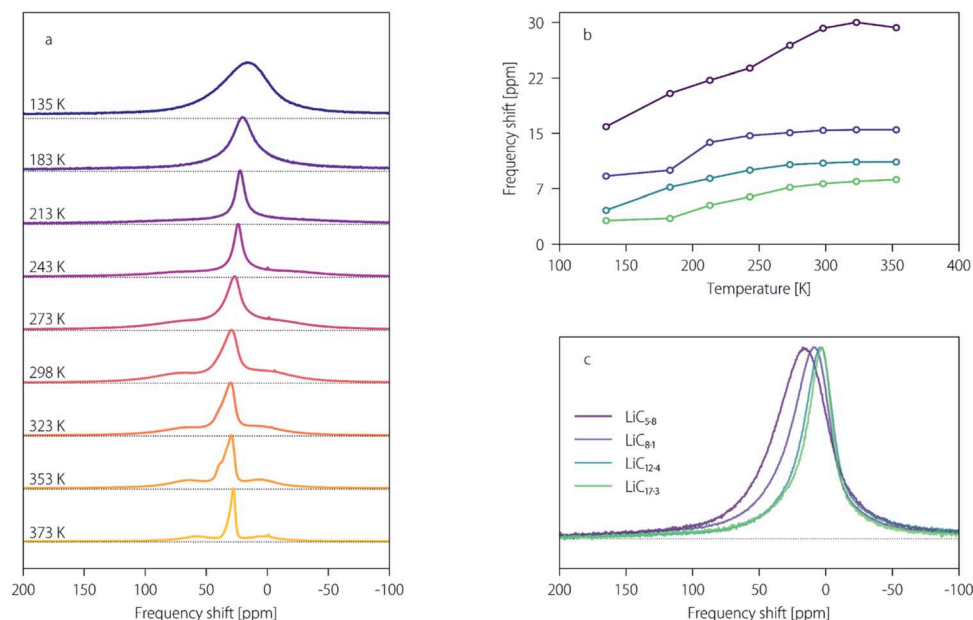 a
135 K
183 K
213 K
243 K
273 K
298 K
323 K
353 K
373 K
200 150 100 50 0 -50 -100
Frequency shift [ppm]
b
Frequency shift [ppm]
30
22
15
7
0
100 150 200 250 300 350 400
Temperature [K]
c
LiC₅.₈
LiC₈.₁
LiC₁₂.₄
LiC₁₇.₃
200 150 100 50 0 -50 -100
Frequency shift [ppm]